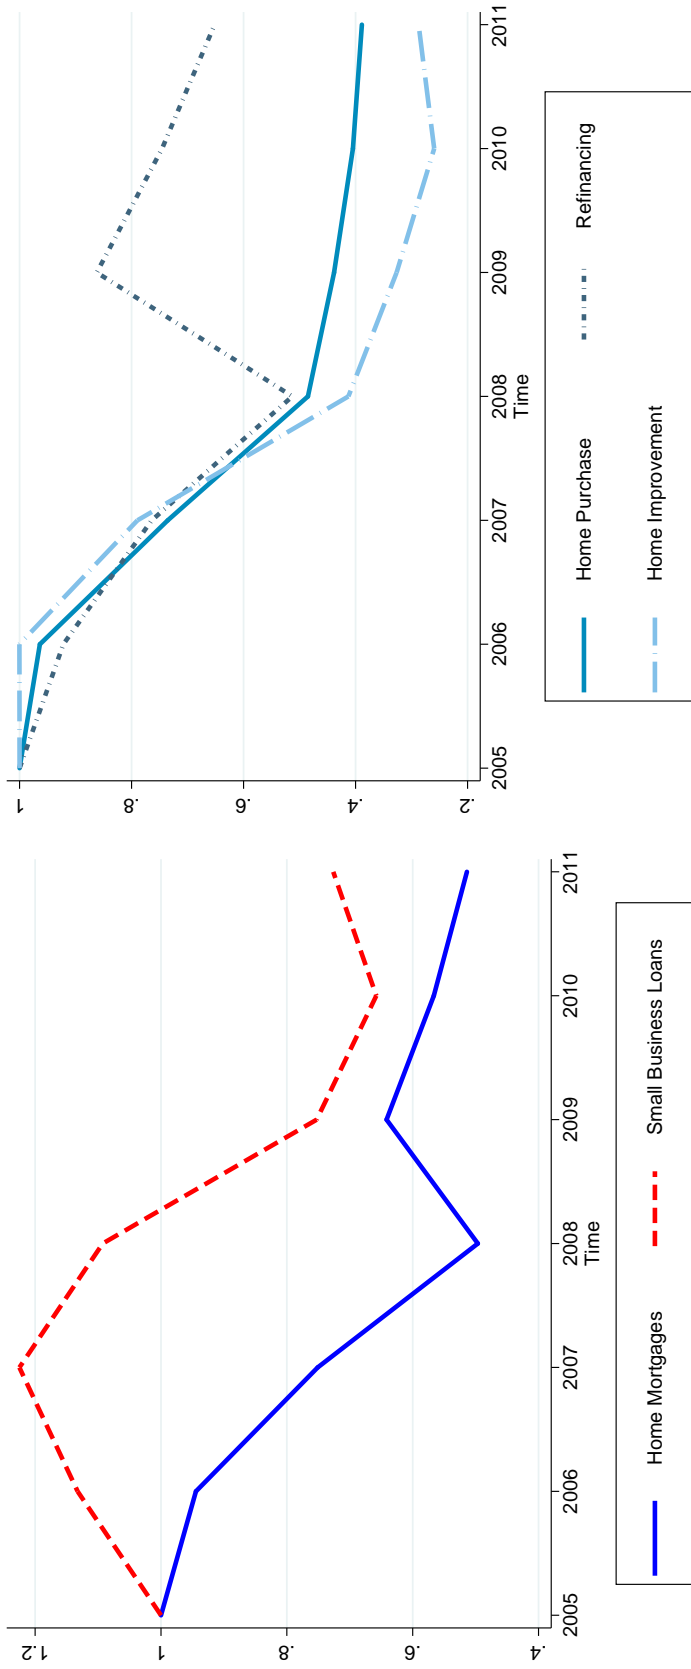 1.2
1
.8
.6
.4
2005 2006 2007 2008 2009 2010 2011
Time
Home Mortgages Small Business Loans
1
.8
.6
.4
.2
2005 2006 2007 2008 2009 2010 2011
Time
Home Purchase Refinancing
Home Improvement